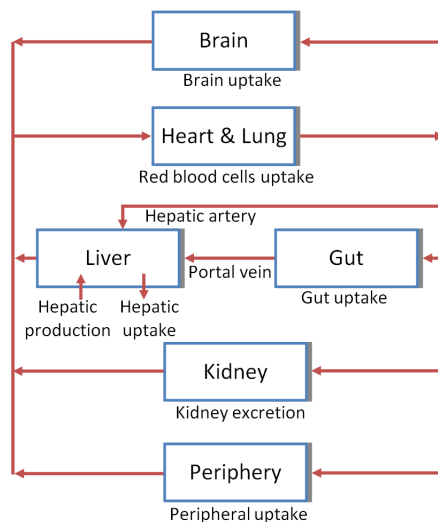 Brain
Brain uptake
Heart & Lung
Red blood cells uptake
Hepatic artery
Liver
Portal vein
Gut
Gut uptake
Hepatic
production
Hepatic
uptake
Kidney
Kidney excretion
Periphery
Peripheral uptake